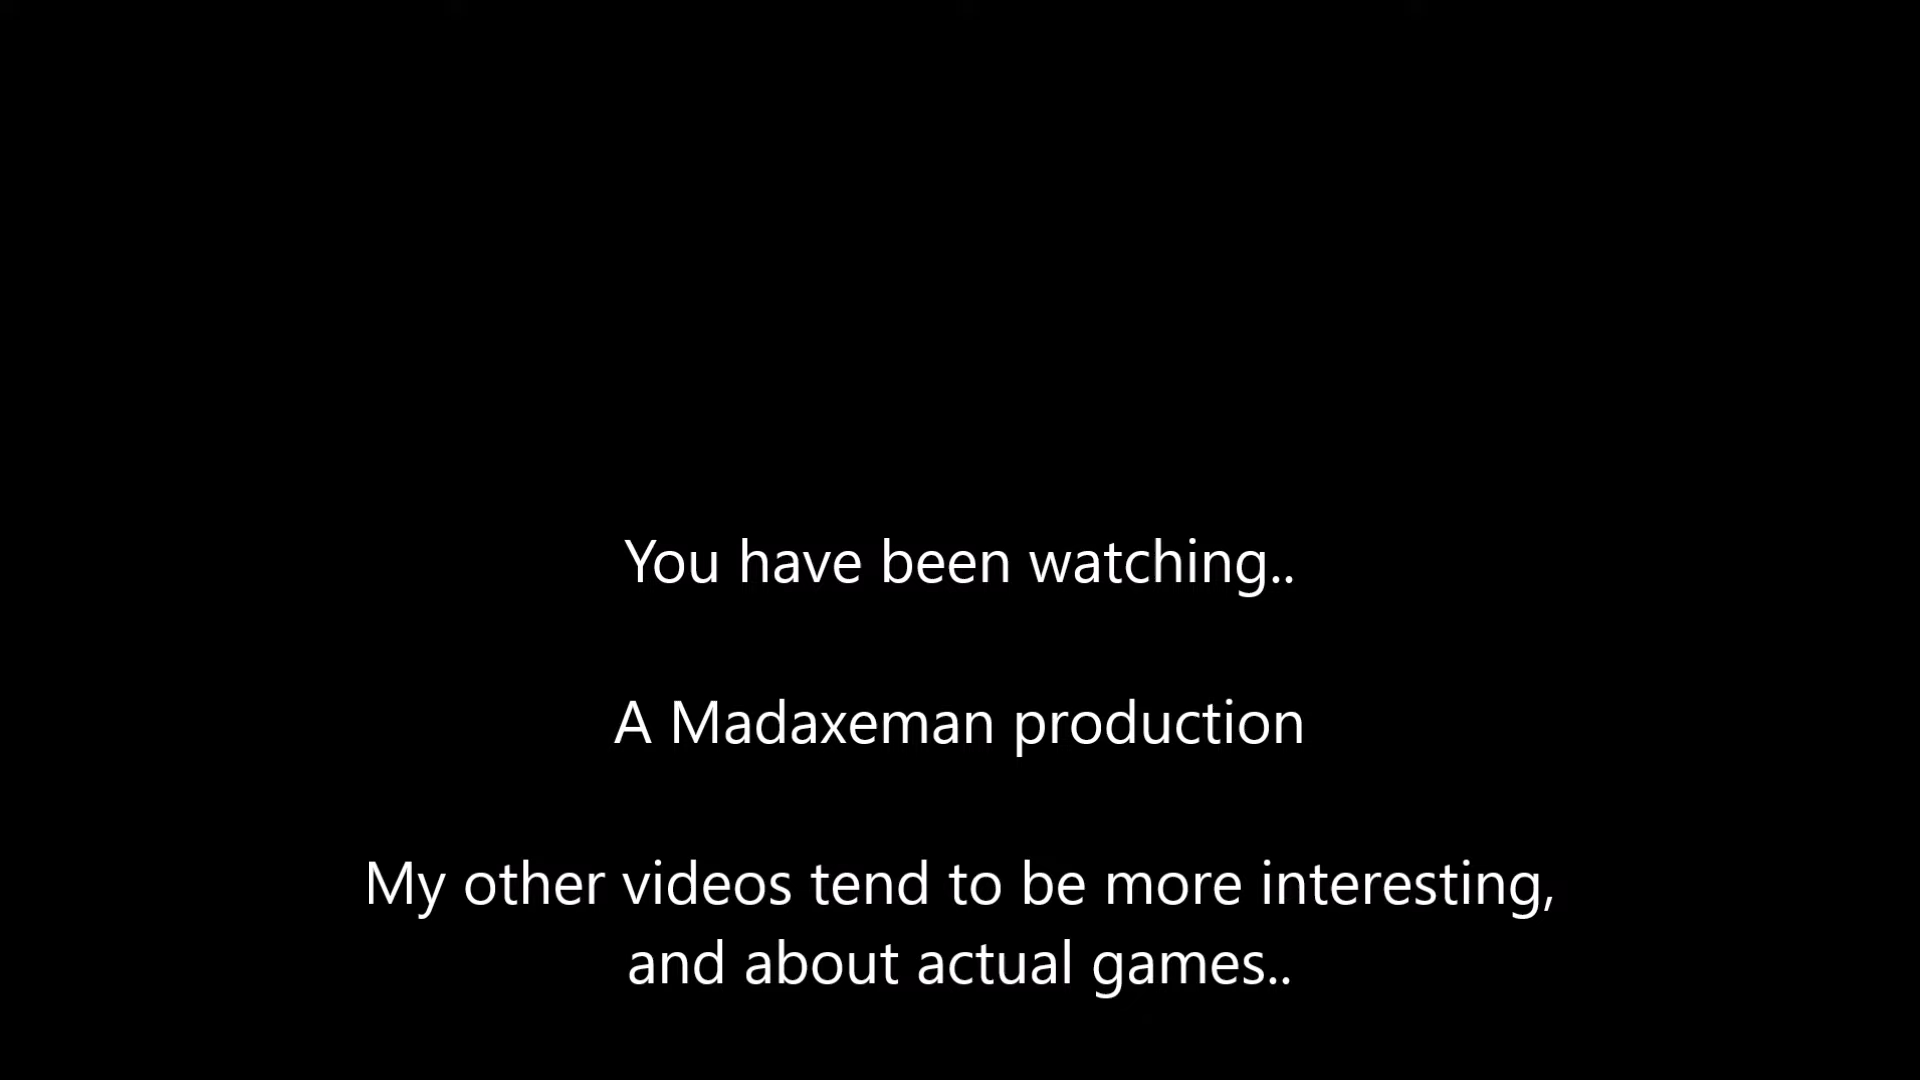 You have been watching..
A Madaxeman production
My other videos tend to be more interesting,
and about actual games..